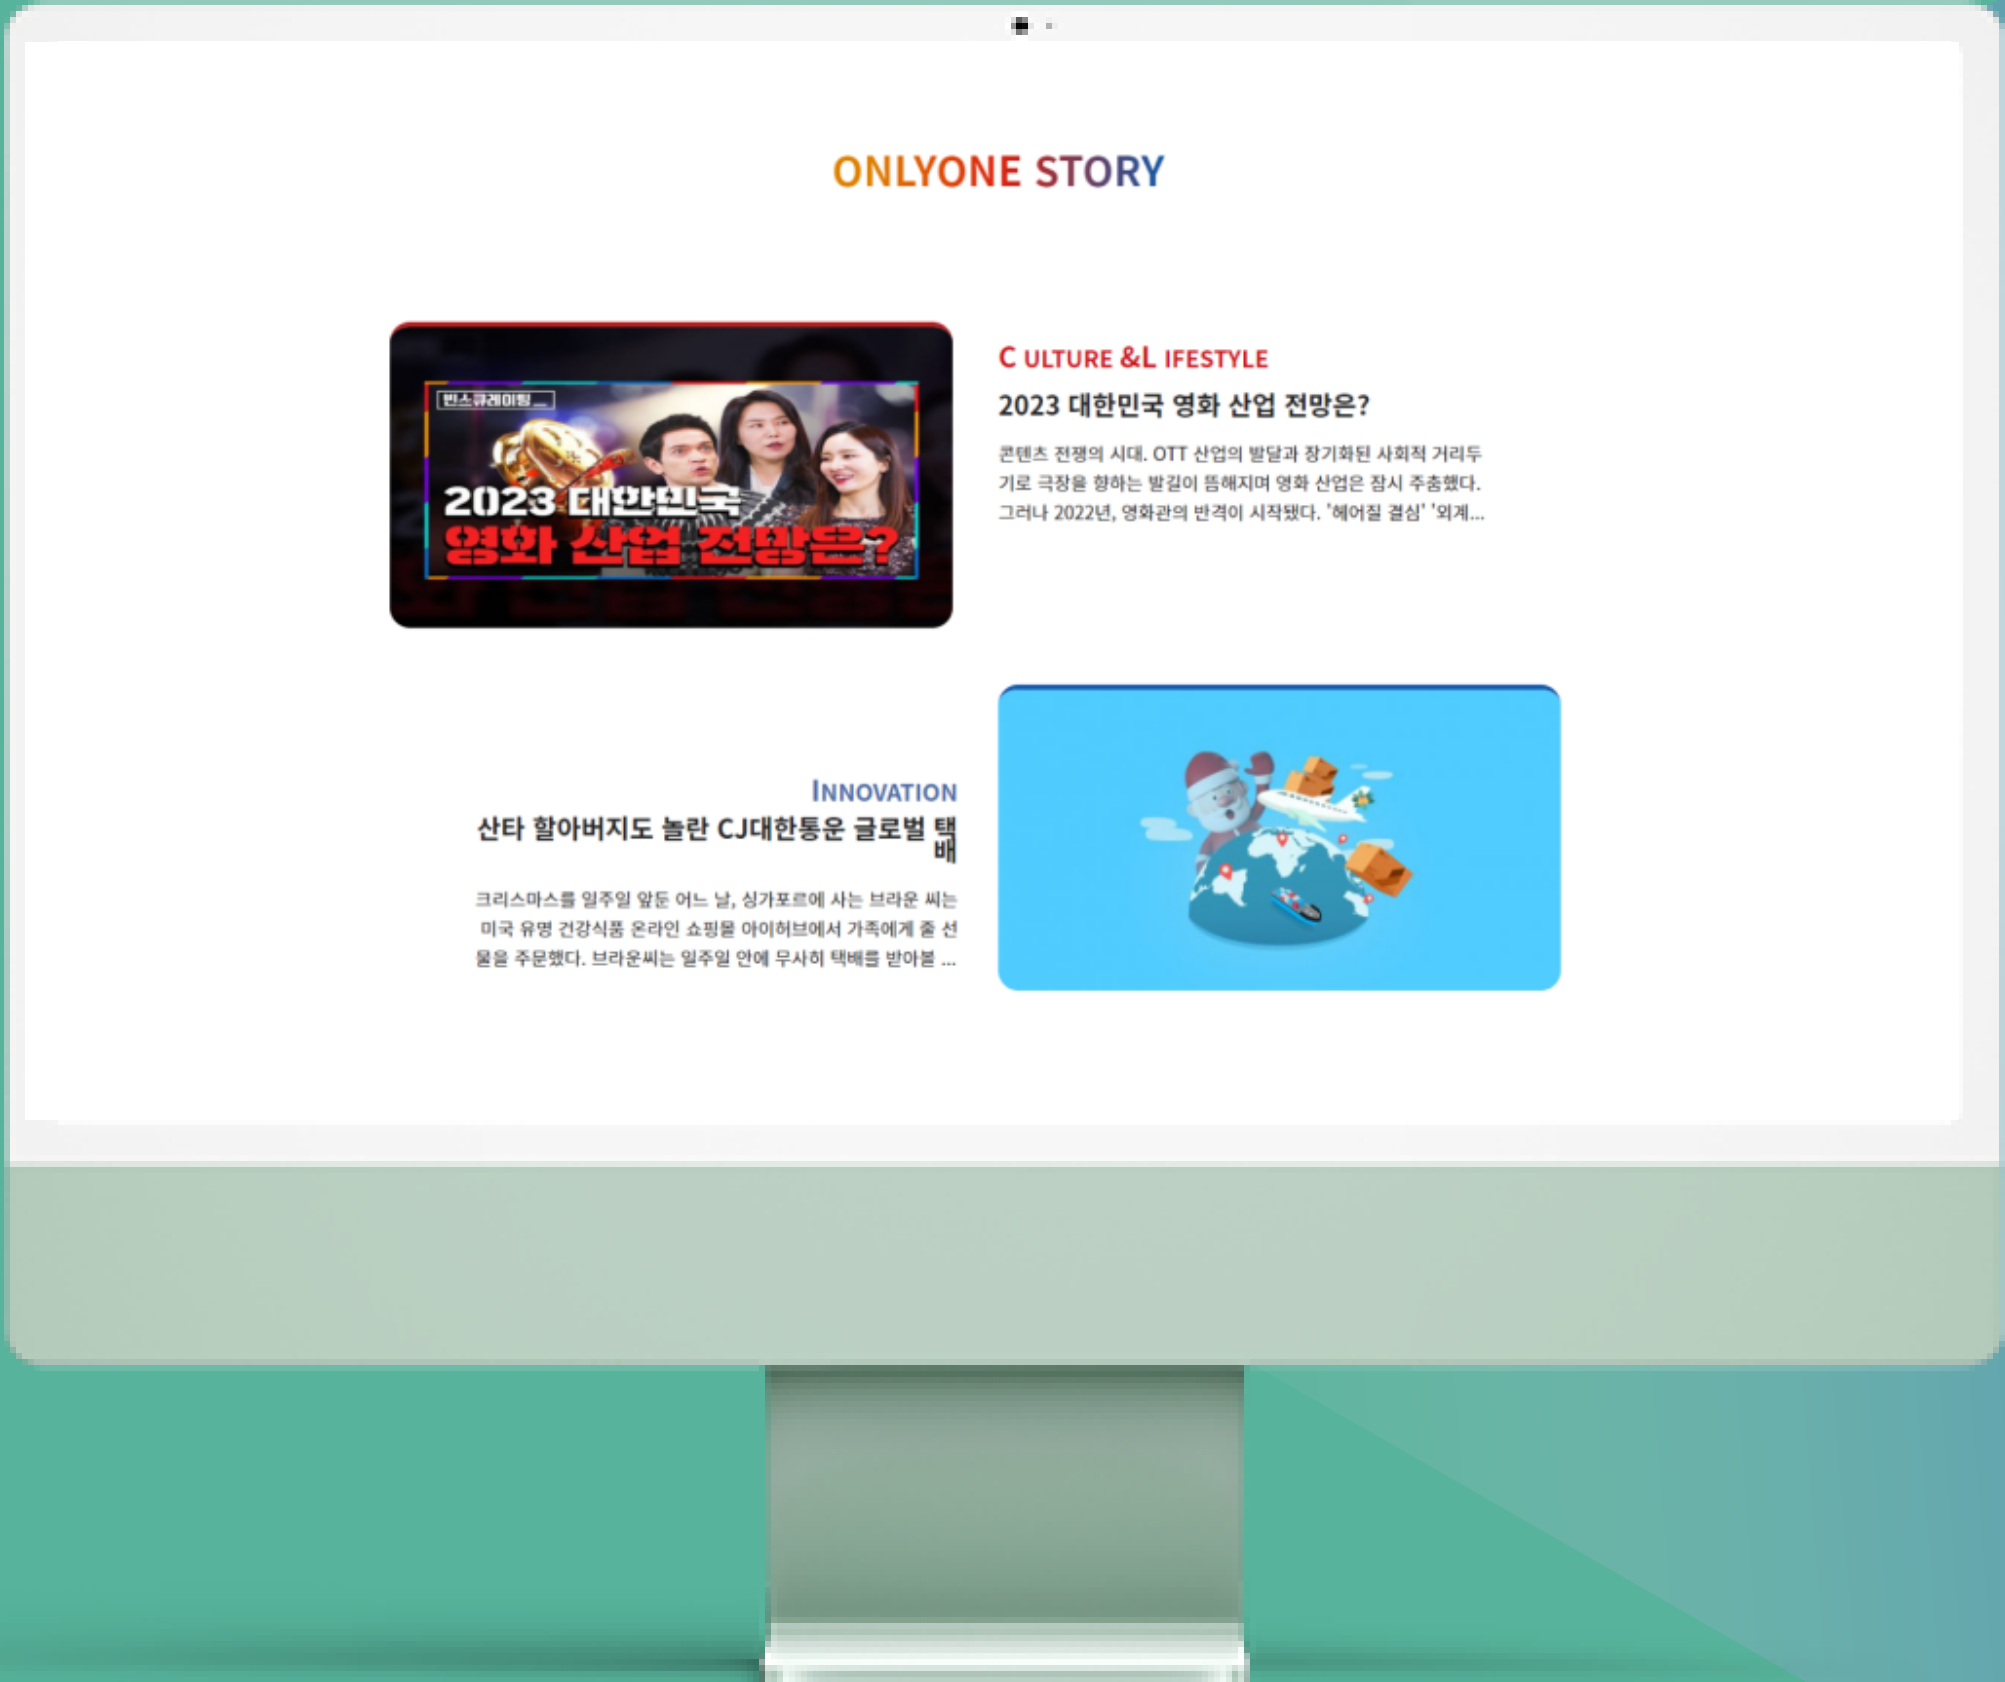 ONLYONE STORY
빈스큐레이팅
2023 대한민국
영화 산업 전망은?
C ULTURE &L IFESTYLE
2023 대한민국 영화 산업 전망은?
콘텐츠 전쟁의 시대. OTT 산업의 발달과 장기화된 사회적 거리두
기로 극장을 향하는 발길이 뜸해지며 영화 산업은 잠시 주춤했다.
그러나 2022년, 영화관의 반격이 시작됐다. '헤어질 결심' '외계...
INNOVATION
산타 할아버지도 놀란 CJ대한통운 글로벌 택
배
크리스마스를 일주일 앞둔 어느 날, 싱가포르에 사는 브라운 씨는
미국 유명 건강식품 온라인 쇼핑몰 아이허브에서 가족에게 줄 선
물을 주문했다. 브라운씨는 일주일 안에 무사히 택배를 받아볼 ...